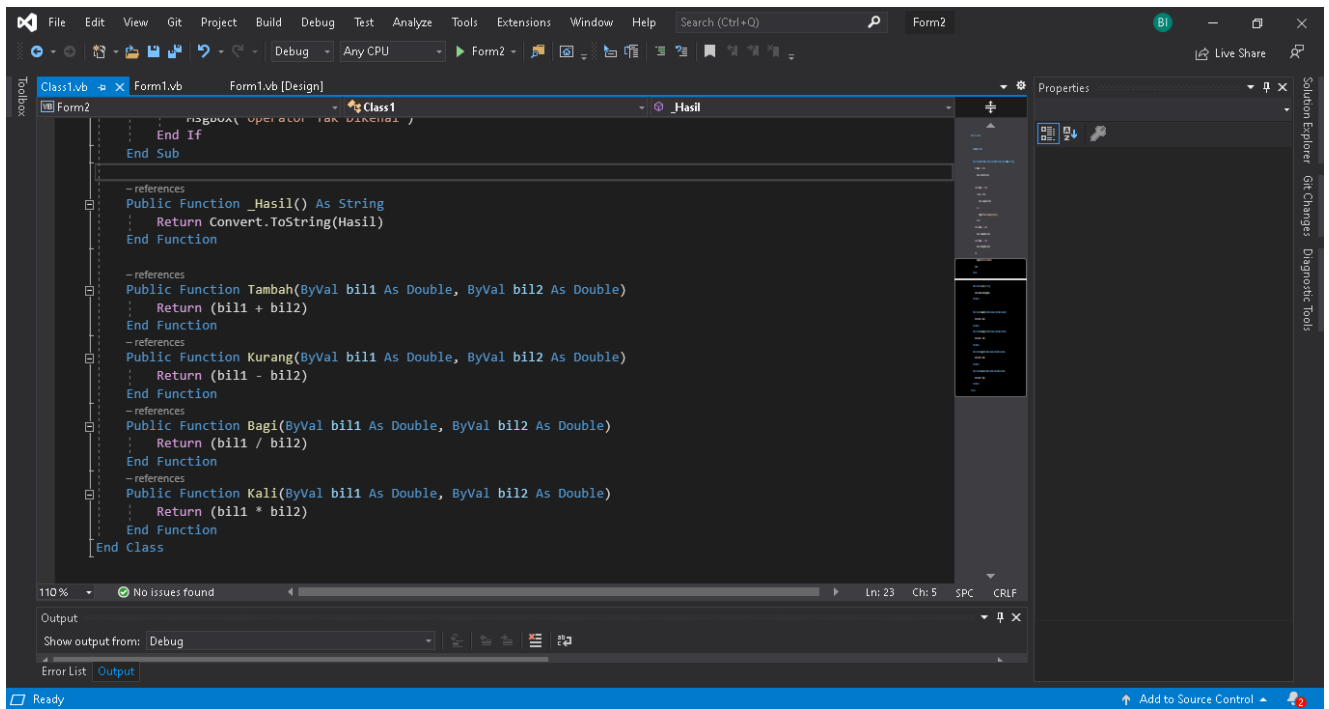 File Edit View Git Project Build Debug Test Analyze Tools Extensions Window Help Search (Ctrl+Q) Form2 BI
Debug Any CPU Form2 Live Share
Toolbox
Class1.vb Form1.vb Form1.vb [Design]
Form2 Class1 _Hasil
MsgBox("Operator Tak Dikenal")
End If
End Sub
– references
Public Function _Hasil() As String
Return Convert.ToString(Hasil)
End Function
– references
Public Function Tambah(ByVal bil1 As Double, ByVal bil2 As Double)
Return (bil1 + bil2)
End Function
– references
Public Function Kurang(ByVal bil1 As Double, ByVal bil2 As Double)
Return (bil1 - bil2)
End Function
– references
Public Function Bagi(ByVal bil1 As Double, ByVal bil2 As Double)
Return (bil1 / bil2)
End Function
– references
Public Function Kali(ByVal bil1 As Double, ByVal bil2 As Double)
Return (bil1 * bil2)
End Function
End Class
110 % No issues found Ln: 23 Ch: 5 SPC CRLF
Output
Show output from: Debug
Error List Output
Properties
Solution Explorer
Git Changes
Diagnostic Tools
Ready Add to Source Control 2